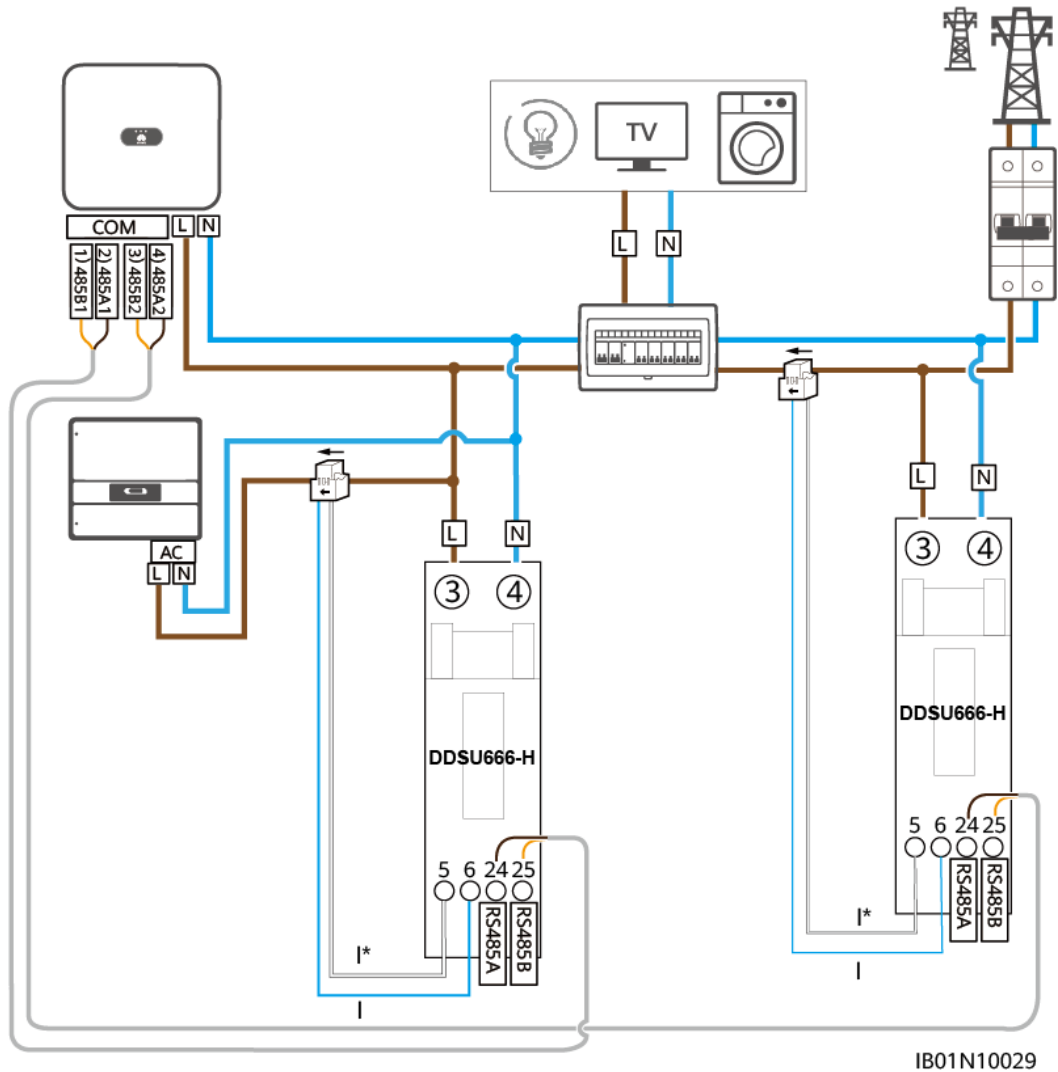 TV
COM
L
N
1) 485B1
2) 485A1
3) 485B2
4) 485A2
L
N
AC
L
N
L
N
3
4
DDSU666-H
5
6
24
25
RS485A
RS485B
I*
I
L
N
3
4
DDSU666-H
5
6
24
25
RS485A
RS485B
I*
I
IB01N10029